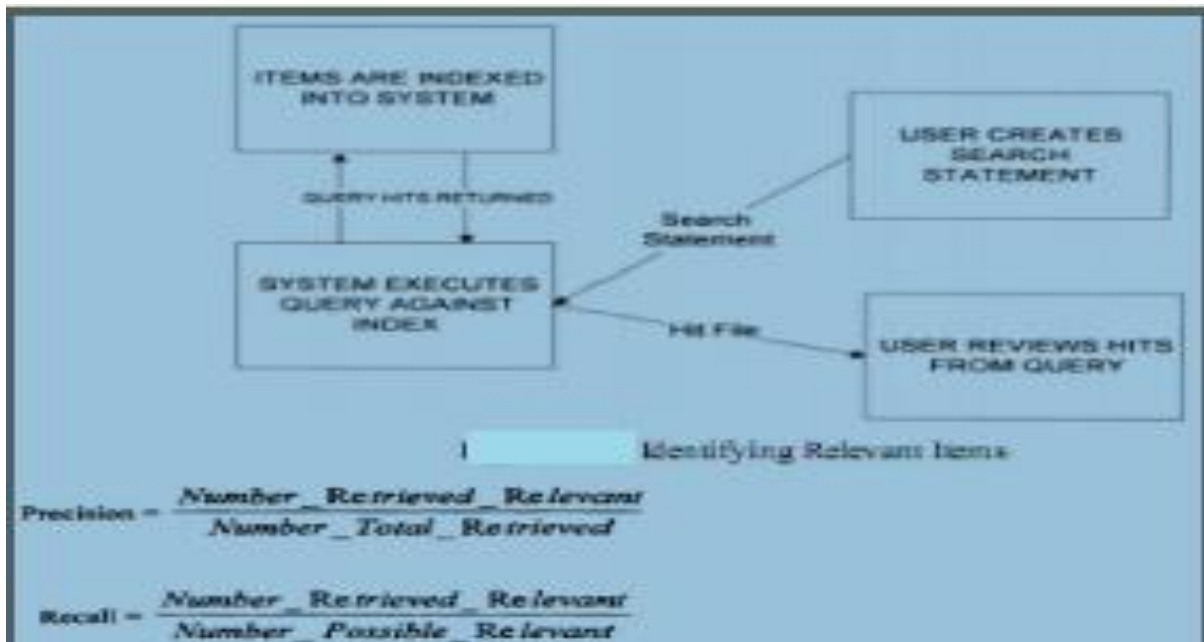 ITEMS ARE INDEXED
INTO SYSTEM
USER CREATES
SEARCH
STATEMENT
QUERY HITS RETURNED
Search
Statement
SYSTEM EXECUTES
QUERY AGAINST
INDEX
Hit File
USER REVIEWS HITS
FROM QUERY
Identifying Relevant Items
Precision = Number_Retrieved_Relevant
Number_Total_Retrieved
Recall = Number_Retrieved_Relevant
Number_Possible_Relevant